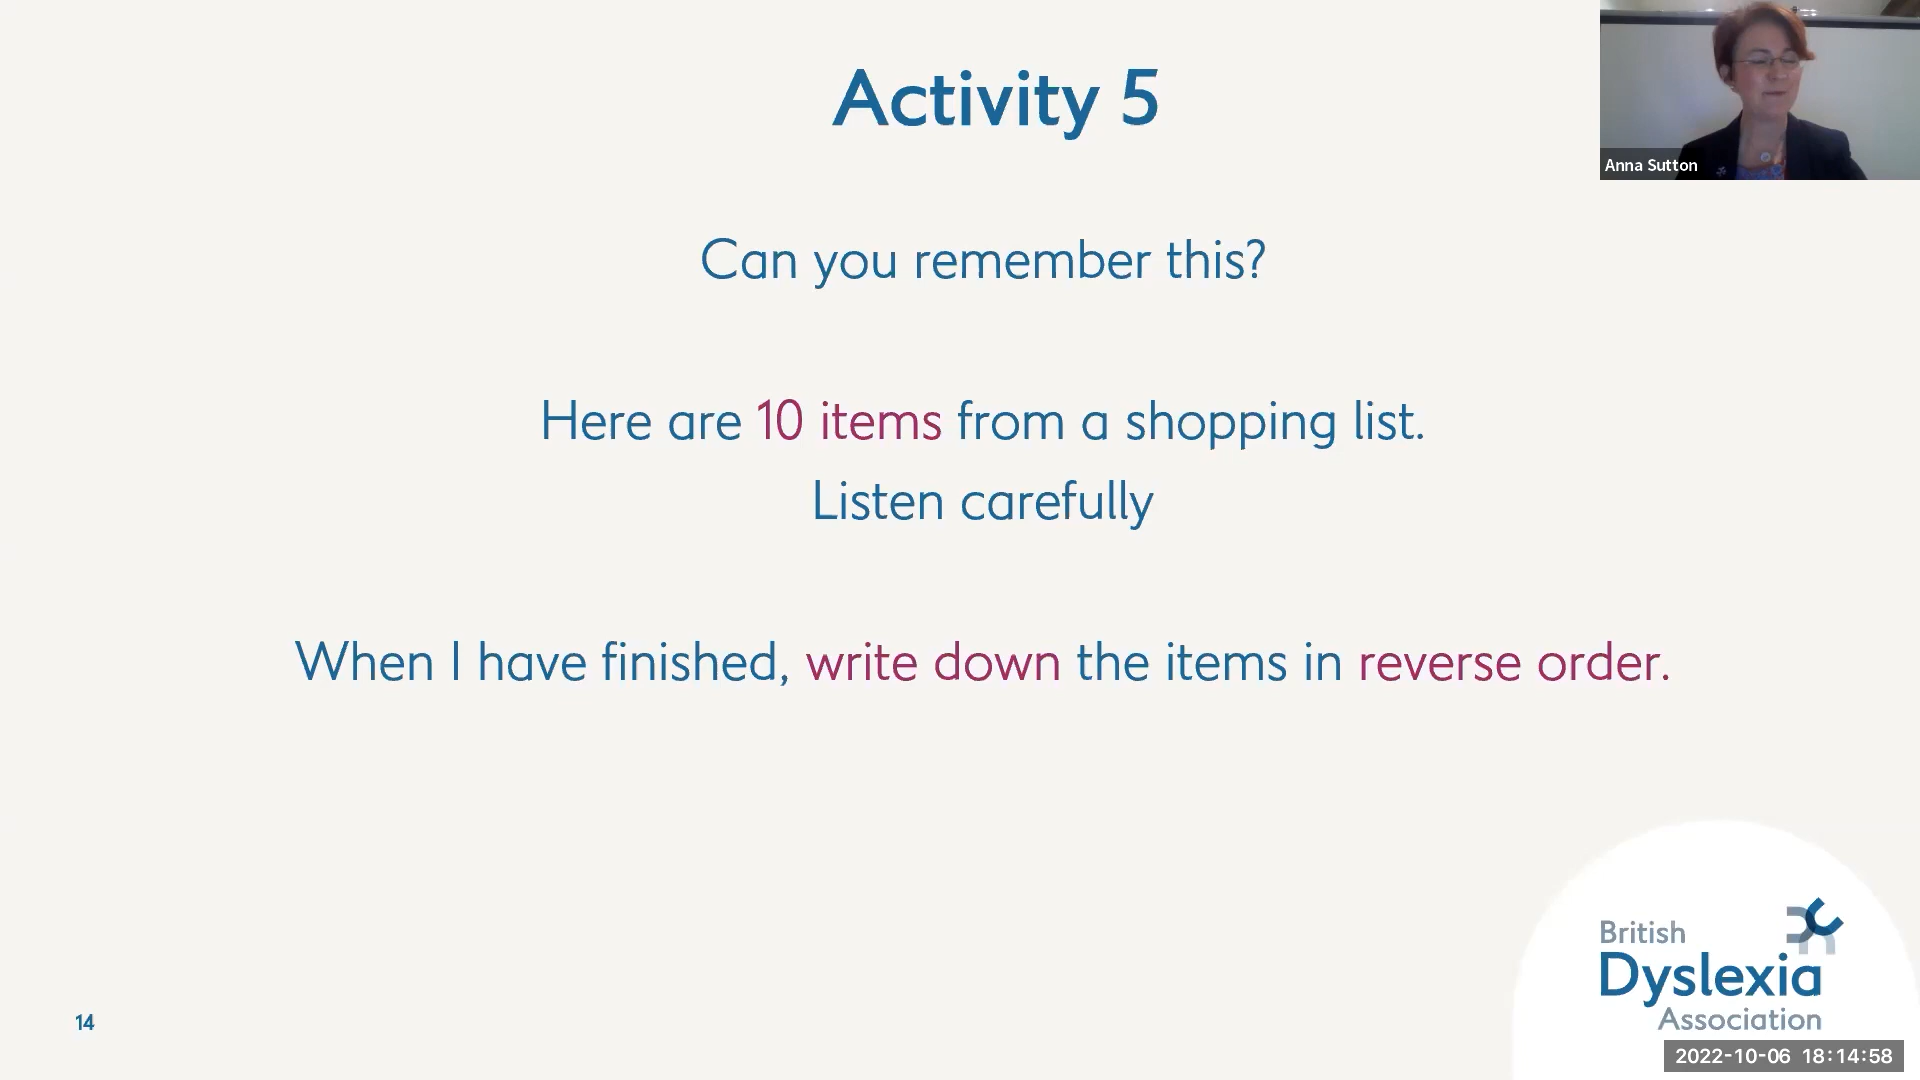 Activity 5
Anna Sutton
Can you remember this?
Here are 10 items from a shopping list.
Listen carefully
When I have finished, write down the items in reverse order.
British
Dyslexia
Association
14
2022-10-06 18:14:58